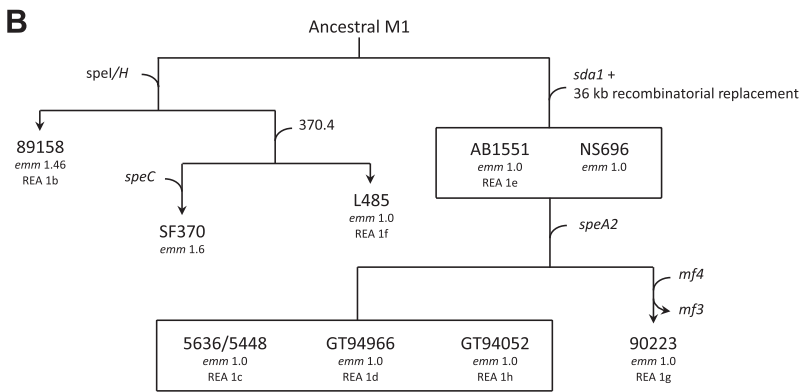 B
Ancestral M1
speI/H
sda1 +
36 kb recombinatorial replacement
89158
emm 1.46
REA 1b
370.4
speC
SF370
emm 1.6
L485
emm 1.0
REA 1f
AB1551
emm 1.0
REA 1e
NS696
emm 1.0
speA2
mf4
mf3
5636/5448
emm 1.0
REA 1c
GT94966
emm 1.0
REA 1d
GT94052
emm 1.0
REA 1h
90223
emm 1.0
REA 1g